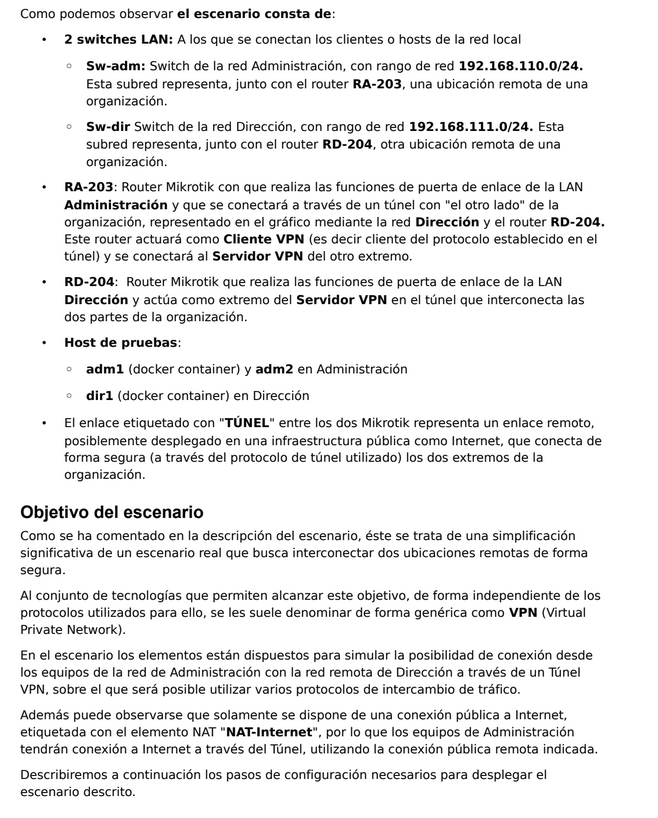 Como podemos observar el escenario consta de:
• 2 switches LAN: A los que se conectan los clientes o hosts de la red local
◦ Sw-adm: Switch de la red Administración, con rango de red 192.168.110.0/24.
Esta subred representa, junto con el router RA-203, una ubicación remota de una
organización.
◦ Sw-dir Switch de la red Dirección, con rango de red 192.168.111.0/24. Esta
subred representa, junto con el router RD-204, otra ubicación remota de una
organización.
• RA-203: Router Mikrotik con que realiza las funciones de puerta de enlace de la LAN
Administración y que se conectará a través de un túnel con "el otro lado" de la
organización, representado en el gráfico mediante la red Dirección y el router RD-204.
Este router actuará como Cliente VPN (es decir cliente del protocolo establecido en el
túnel) y se conectará al Servidor VPN del otro extremo.
• RD-204: Router Mikrotik que realiza las funciones de puerta de enlace de la LAN
Dirección y actúa como extremo del Servidor VPN en el túnel que interconecta las
dos partes de la organización.
• Host de pruebas:
◦ adm1 (docker container) y adm2 en Administración
◦ dir1 (docker container) en Dirección
• El enlace etiquetado con "TÚNEL" entre los dos Mikrotik representa un enlace remoto,
posiblemente desplegado en una infraestructura pública como Internet, que conecta de
forma segura (a través del protocolo de túnel utilizado) los dos extremos de la
organización.
Objetivo del escenario
Como se ha comentado en la descripción del escenario, éste se trata de una simplificación
significativa de un escenario real que busca interconectar dos ubicaciones remotas de forma
segura.
Al conjunto de tecnologías que permiten alcanzar este objetivo, de forma independiente de los
protocolos utilizados para ello, se les suele denominar de forma genérica como VPN (Virtual
Private Network).
En el escenario los elementos están dispuestos para simular la posibilidad de conexión desde
los equipos de la red de Administración con la red remota de Dirección a través de un Túnel
VPN, sobre el que será posible utilizar varios protocolos de intercambio de tráfico.
Además puede observarse que solamente se dispone de una conexión pública a Internet,
etiquetada con el elemento NAT "NAT-Internet", por lo que los equipos de Administración
tendrán conexión a Internet a través del Túnel, utilizando la conexión pública remota indicada.
Describiremos a continuación los pasos de configuración necesarios para desplegar el
escenario descrito.